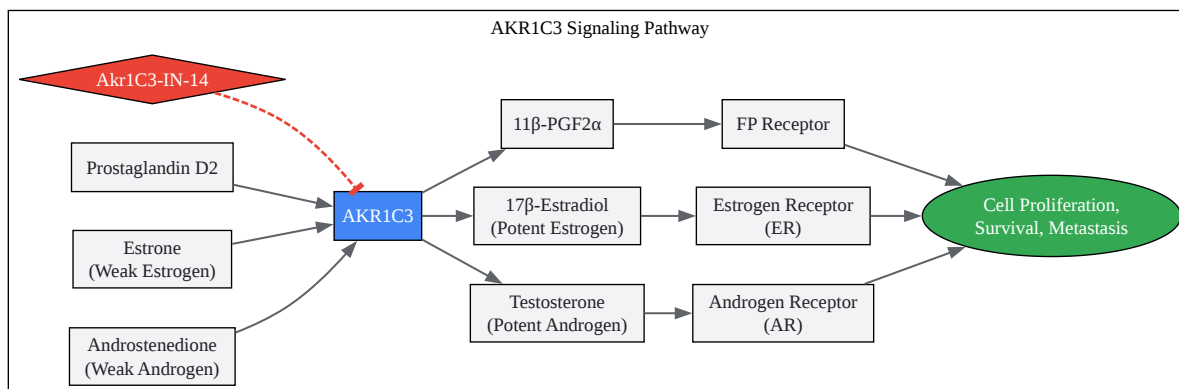 AKR1C3 Signaling Pathway
Akr1C3-IN-14
Prostaglandin D2
Estrone
(Weak Estrogen)
Androstenedione
(Weak Androgen)
AKR1C3
11β-PGF2α
17β-Estradiol
(Potent Estrogen)
Testosterone
(Potent Androgen)
FP Receptor
Estrogen Receptor
(ER)
Androgen Receptor
(AR)
Cell Proliferation,
Survival, Metastasis